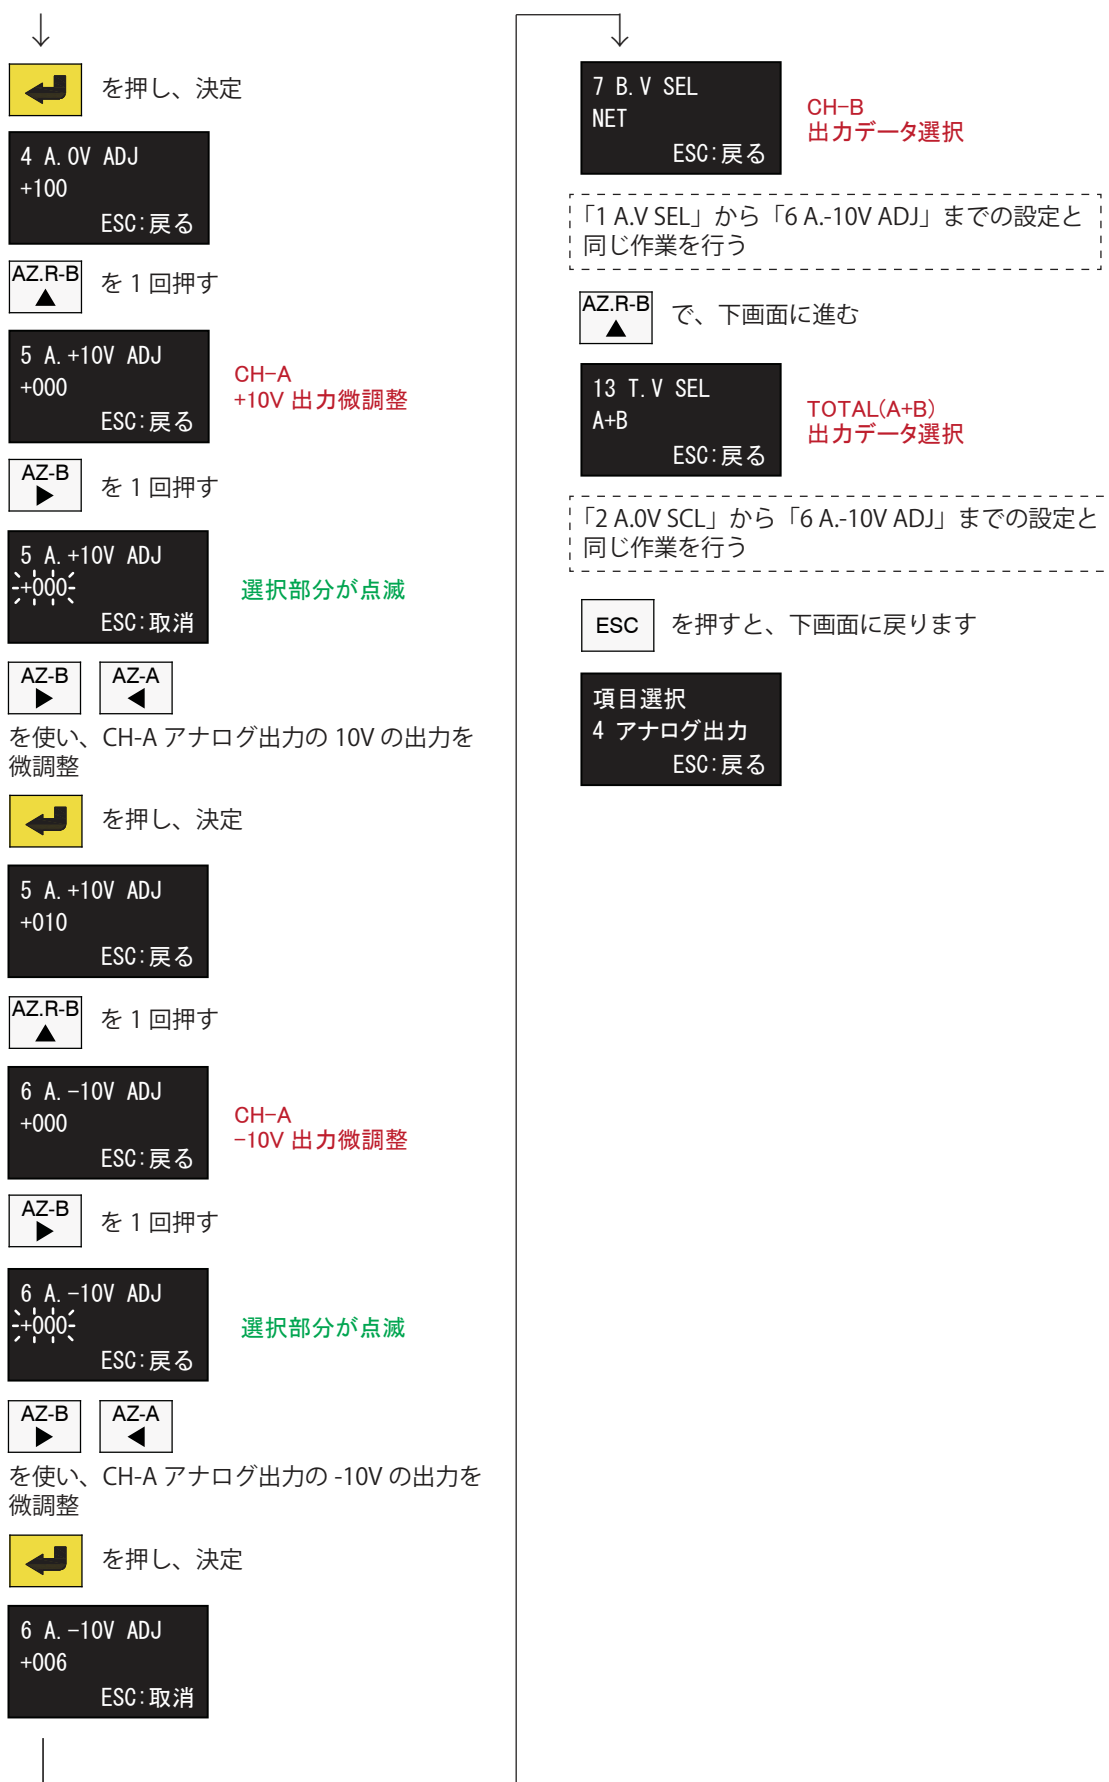 を押し、決定
4 A.0V ADJ
+100
ESC:戻る
AZ.R-B
を 1 回押す
5 A.+10V ADJ
+000
ESC:戻る
CH-A
+10V 出力微調整
AZ-B
を 1 回押す
5 A.+10V ADJ
+000
ESC:取消
選択部分が点滅
AZ-B
AZ-A
を使い、CH-A アナログ出力の 10V の出力を
微調整
を押し、決定
5 A.+10V ADJ
+010
ESC:戻る
AZ.R-B
を 1 回押す
6 A.-10V ADJ
+000
ESC:戻る
CH-A
-10V 出力微調整
AZ-B
を 1 回押す
6 A.-10V ADJ
+000
ESC:戻る
選択部分が点滅
AZ-B
AZ-A
を使い、CH-A アナログ出力の -10V の出力を
微調整
を押し、決定
6 A.-10V ADJ
+006
ESC:取消
7 B.V SEL
NET
ESC:戻る
CH-B
出力データ選択
「1 A.V SEL」から「6 A.-10V ADJ」までの設定と
同じ作業を行う
AZ.R-B
で、下画面に進む
13 T.V SEL
A+B
ESC:戻る
TOTAL(A+B)
出力データ選択
「2 A.0V SCL」から「6 A.-10V ADJ」までの設定と
同じ作業を行う
ESC
を押すと、下画面に戻ります
項目選択
4 アナログ出力
ESC:戻る